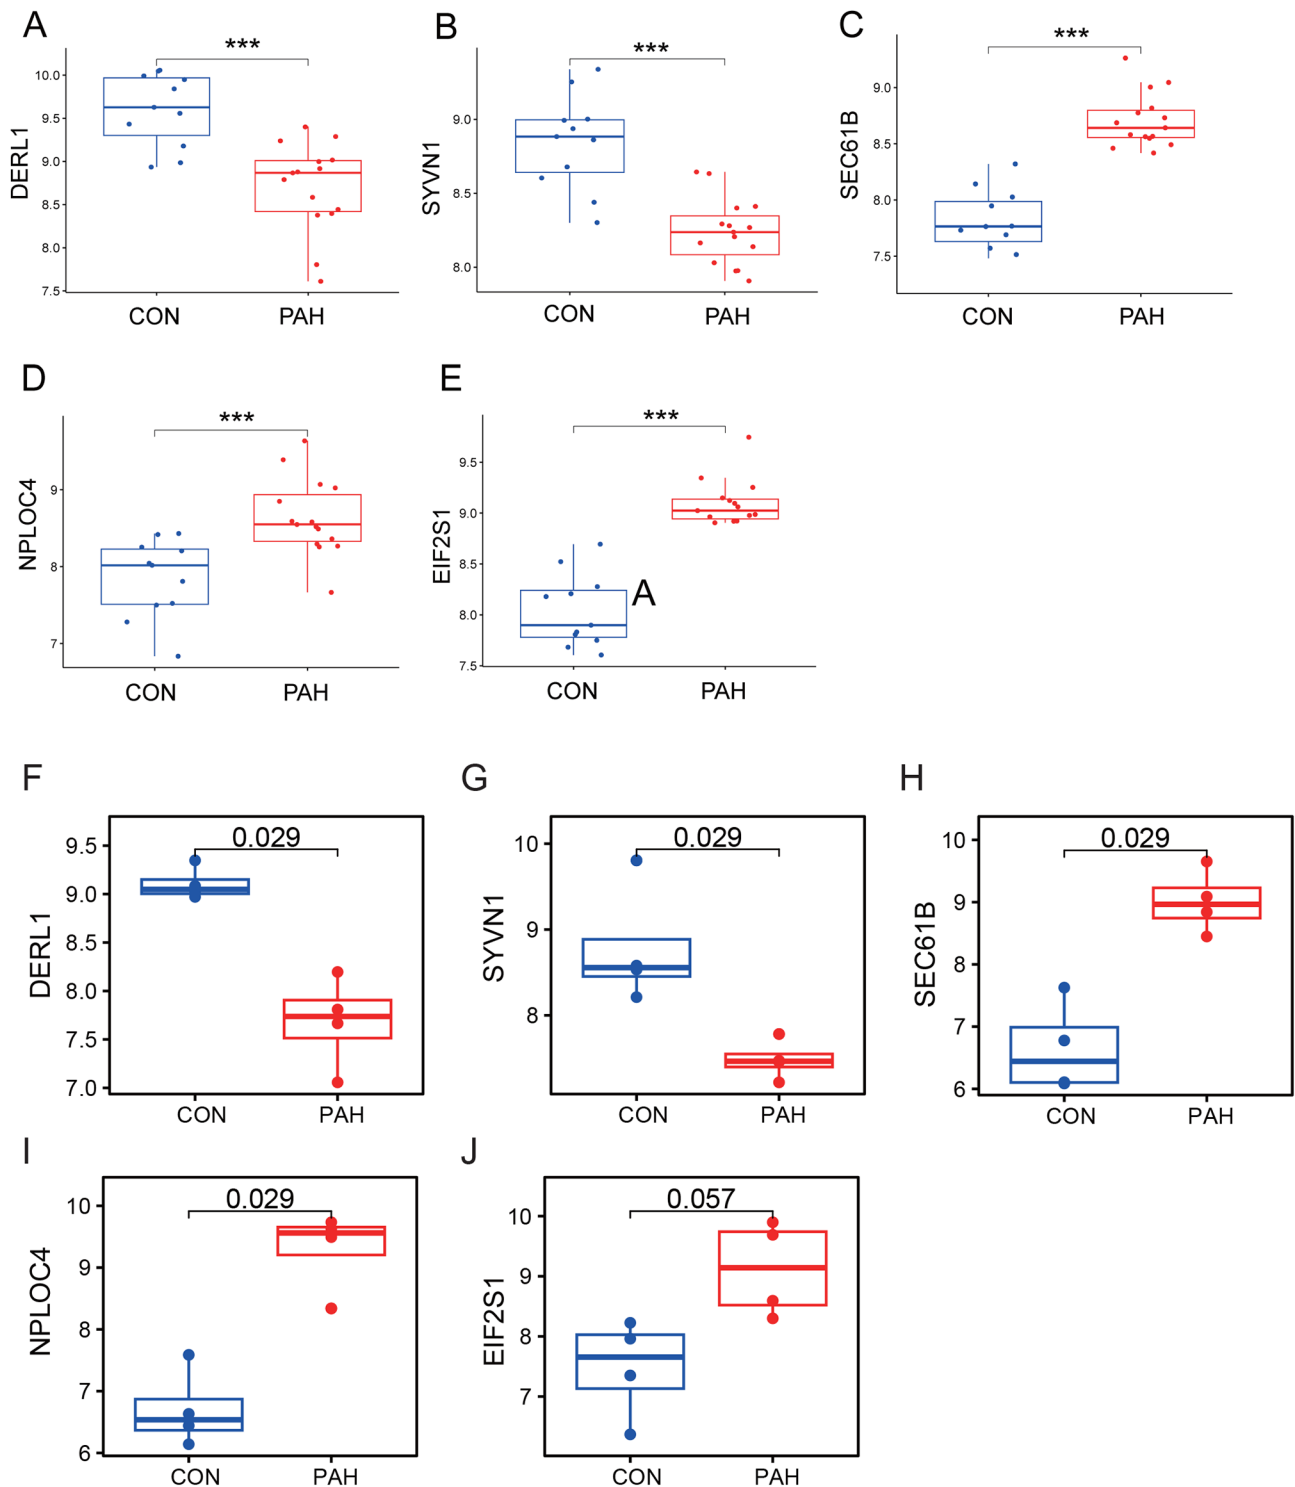 A
***
DERL1
10.0
9.5
9.0
8.5
8.0
7.5
CON PAH
B
***
SYVN1
9.0
8.5
8.0
CON PAH
C
***
SEC61B
9.0
8.5
8.0
7.5
CON PAH
D
***
NPLOC4
9
8
7
CON PAH
E
***
EIF2S1
9.5
9.0
8.5
8.0
7.5
A
CON PAH
F
0.029
DERL1
9.5
9.0
8.5
8.0
7.5
7.0
CON PAH
G
0.029
SYVN1
10
9
8
CON PAH
H
0.029
SEC61B
10
9
8
7
6
CON PAH
I
0.029
NPLOC4
10
9
8
7
6
CON PAH
J
0.057
EIF2S1
10
9
8
7
CON PAH